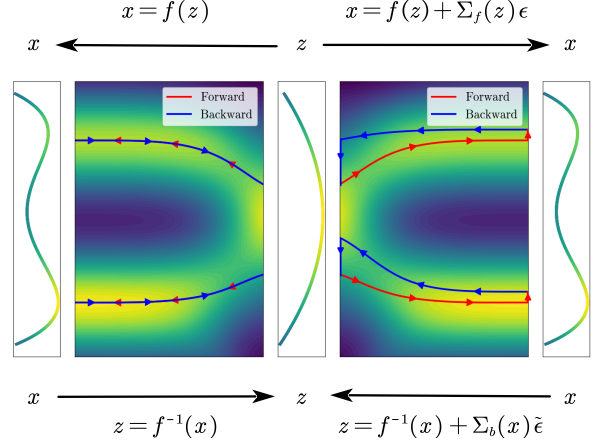 x = f(z)
x = f(z) + Σ_f(z) ϵ
x
z
x
Forward
Backward
Forward
Backward
x
z
x
z = f⁻¹(x)
z = f⁻¹(x) + Σ_b(x) ϵ̃